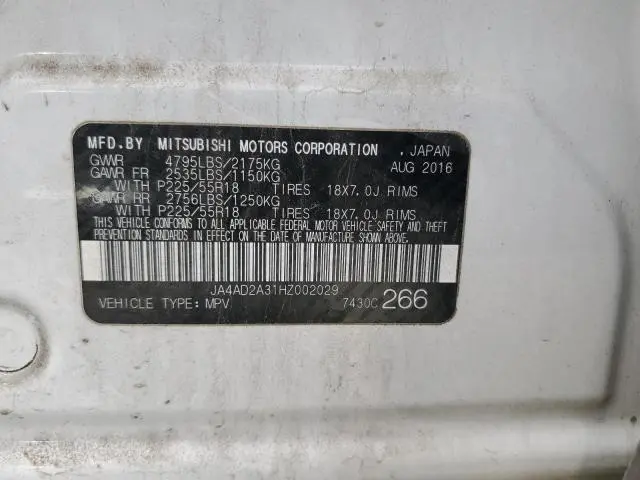 MFD.BY MITSUBISHI MOTORS CORPORATION . JAPAN
GVWR 4795LBS/2175KG AUG 2016
GAWR FR 2535LBS/1150KG
WITH P225/55R18 TIRES 18X7.0J RIMS
GAWR RR 2756LBS/1250KG
WITH P225/55R18 TIRES 18X7.0J RIMS
THIS VEHICLE CONFORMS TO ALL APPLICABLE FEDERAL MOTOR VEHICLE SAFETY AND THEFT
PREVENTION STANDARDS IN EFFECT ON THE DATE OF MANUFACTURE SHOWN ABOVE.
JA4AD2A31HZ002029
VEHICLE TYPE:MPV 7430C 266